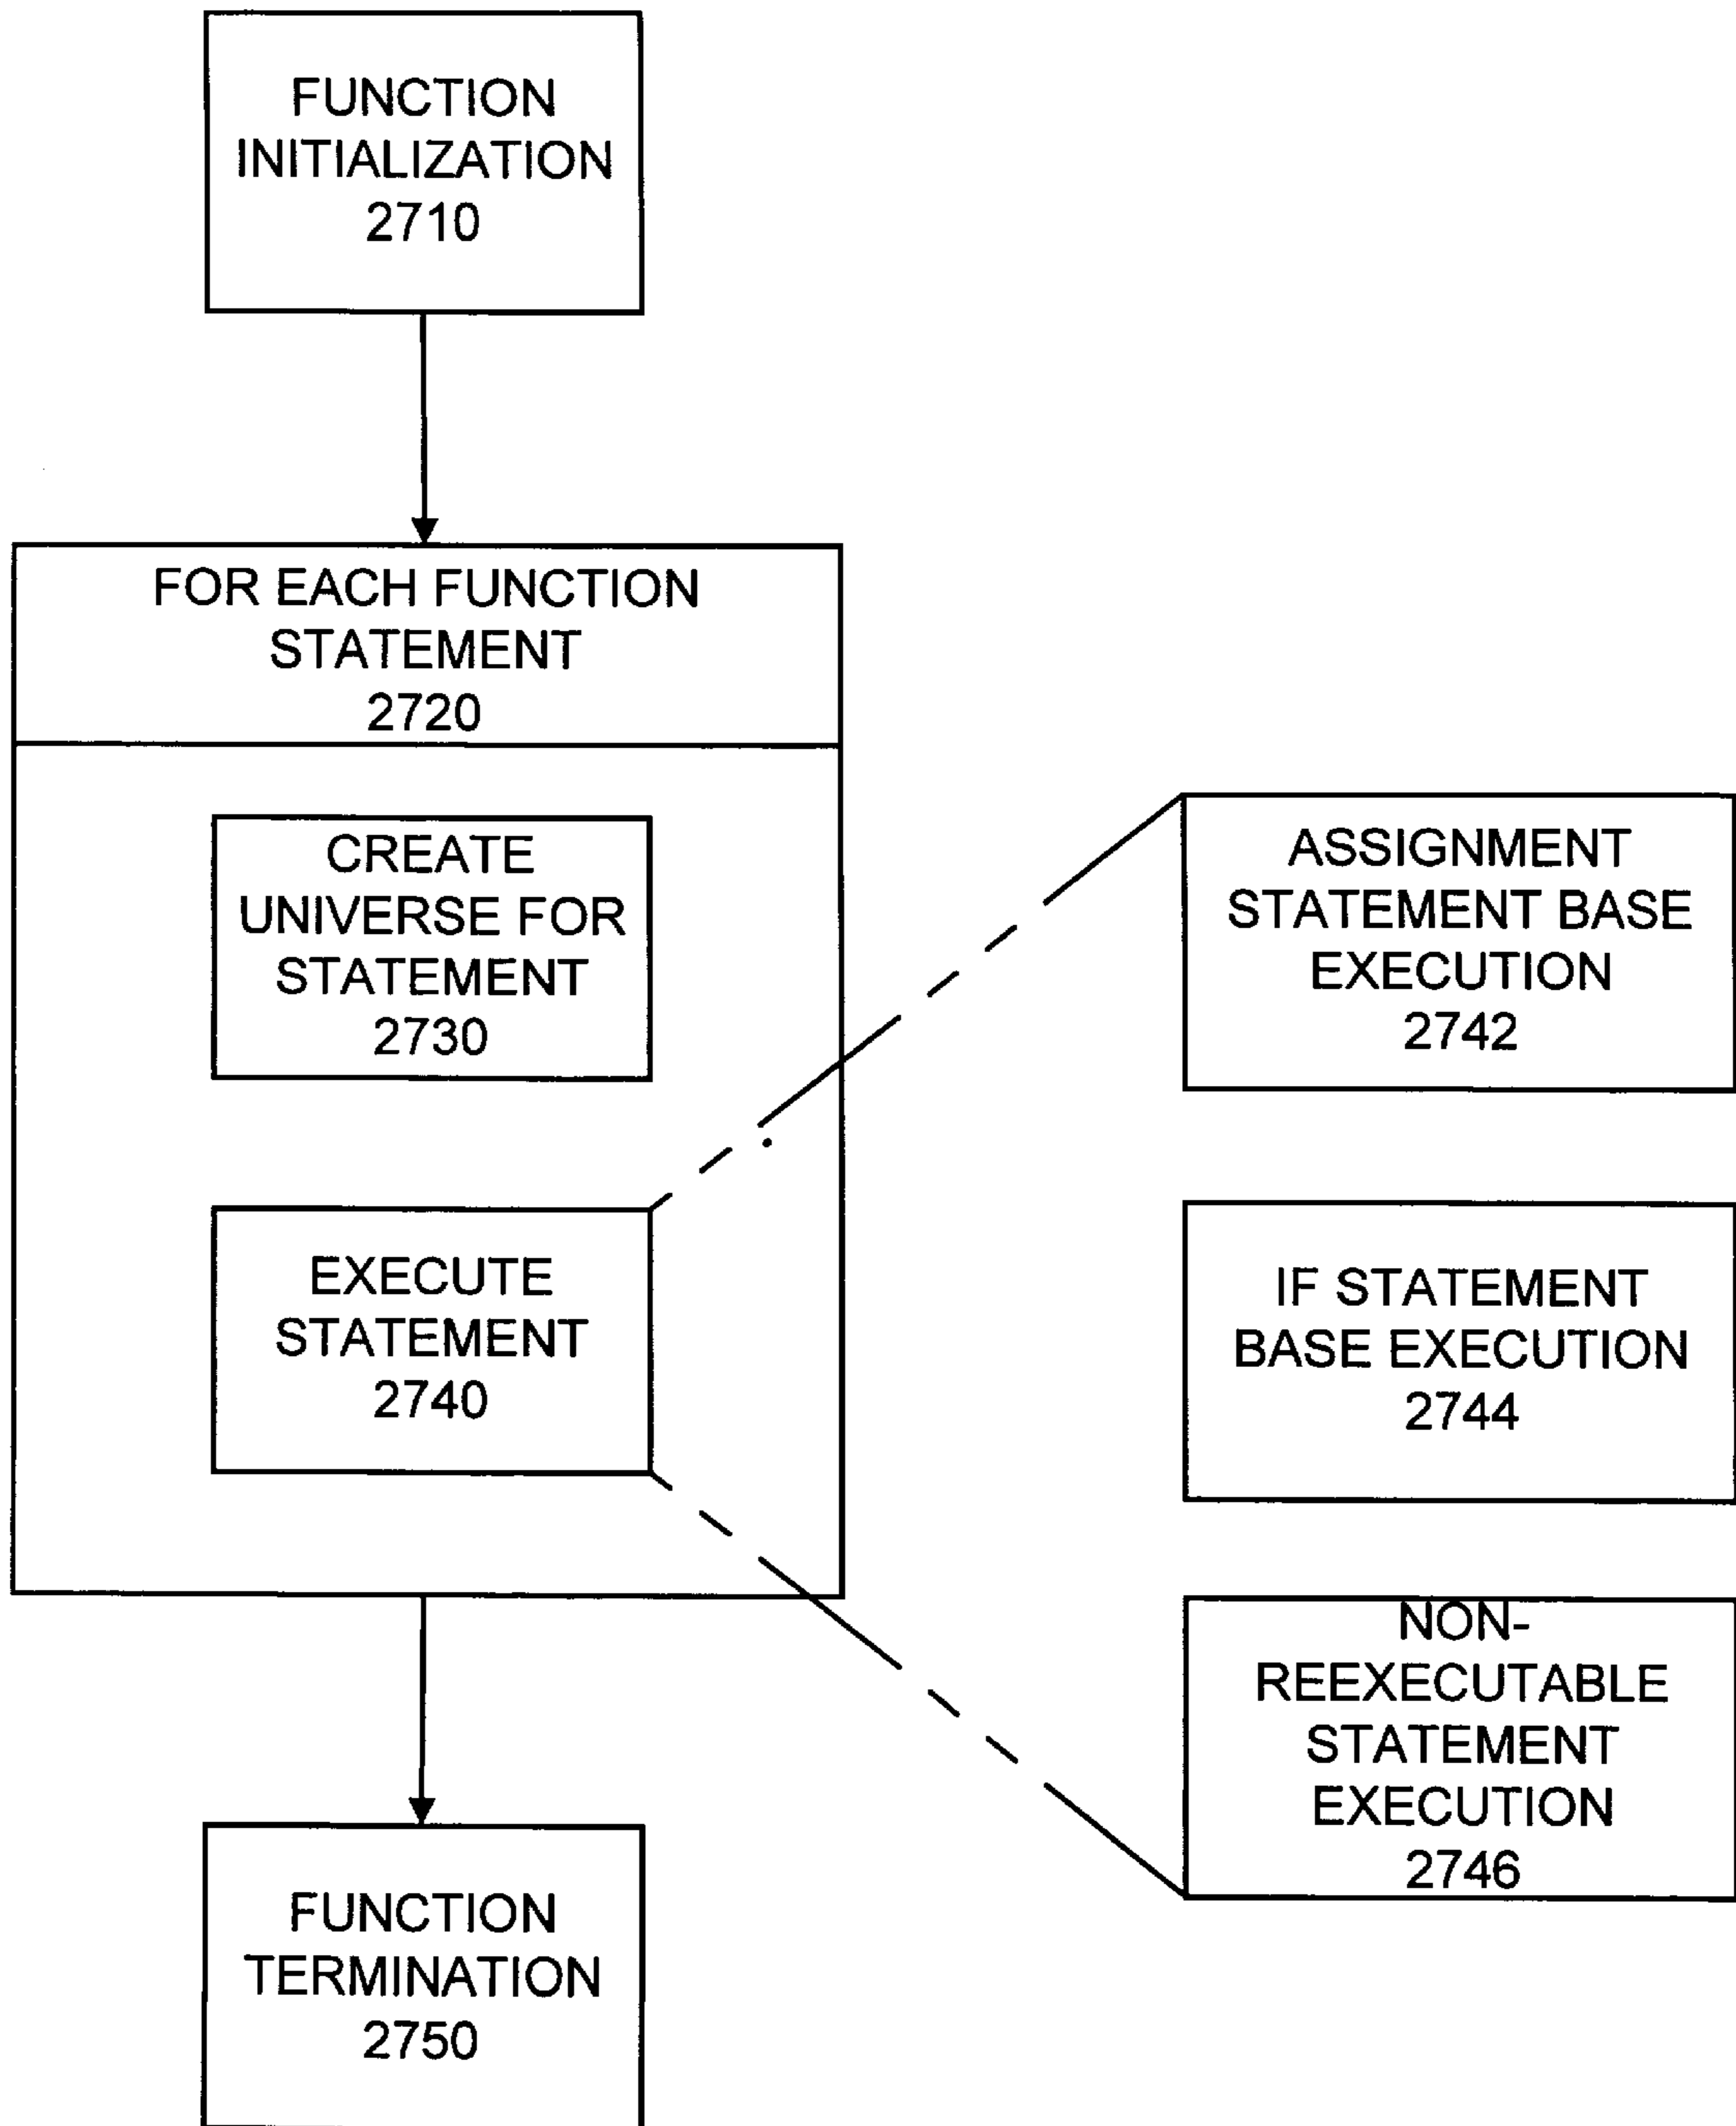 FUNCTION
INITIALIZATION
2710
FOR EACH FUNCTION
STATEMENT
2720
CREATE
UNIVERSE FOR
STATEMENT
2730
EXECUTE
STATEMENT
2740
ASSIGNMENT
STATEMENT BASE
EXECUTION
2742
IF STATEMENT
BASE EXECUTION
2744
NON-
REEXECUTABLE
STATEMENT
EXECUTION
2746
FUNCTION
TERMINATION
2750